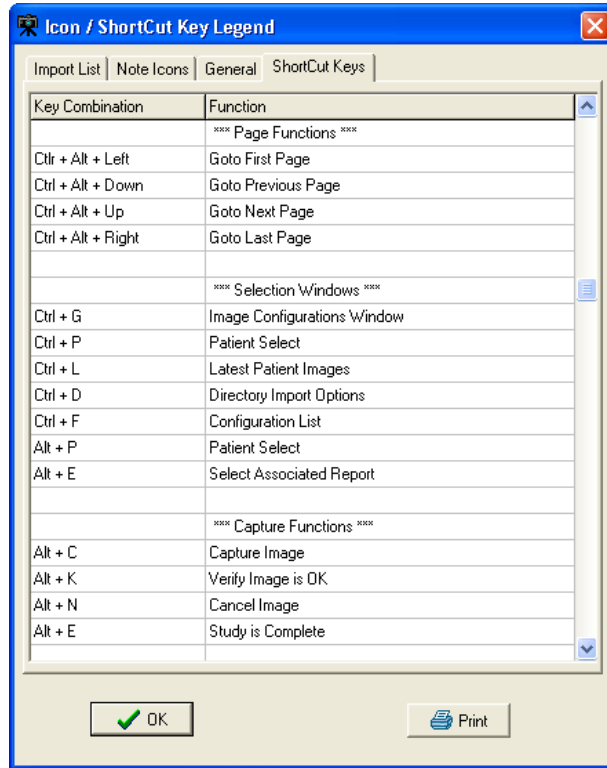 Icon / ShortCut Key Legend
Import List Note Icons General ShortCut Keys
Key Combination Function
*** Page Functions ***
Ctlr + Alt + Left Goto First Page
Ctrl + Alt + Down Goto Previous Page
Ctrl + Alt + Up Goto Next Page
Ctrl + Alt + Right Goto Last Page
*** Selection Windows ***
Ctrl + G Image Configurations Window
Ctrl + P Patient Select
Ctrl + L Latest Patient Images
Ctrl + D Directory Import Options
Ctrl + F Configuration List
Alt + P Patient Select
Alt + E Select Associated Report
*** Capture Functions ***
Alt + C Capture Image
Alt + K Verify Image is OK
Alt + N Cancel Image
Alt + E Study is Complete
OK Print